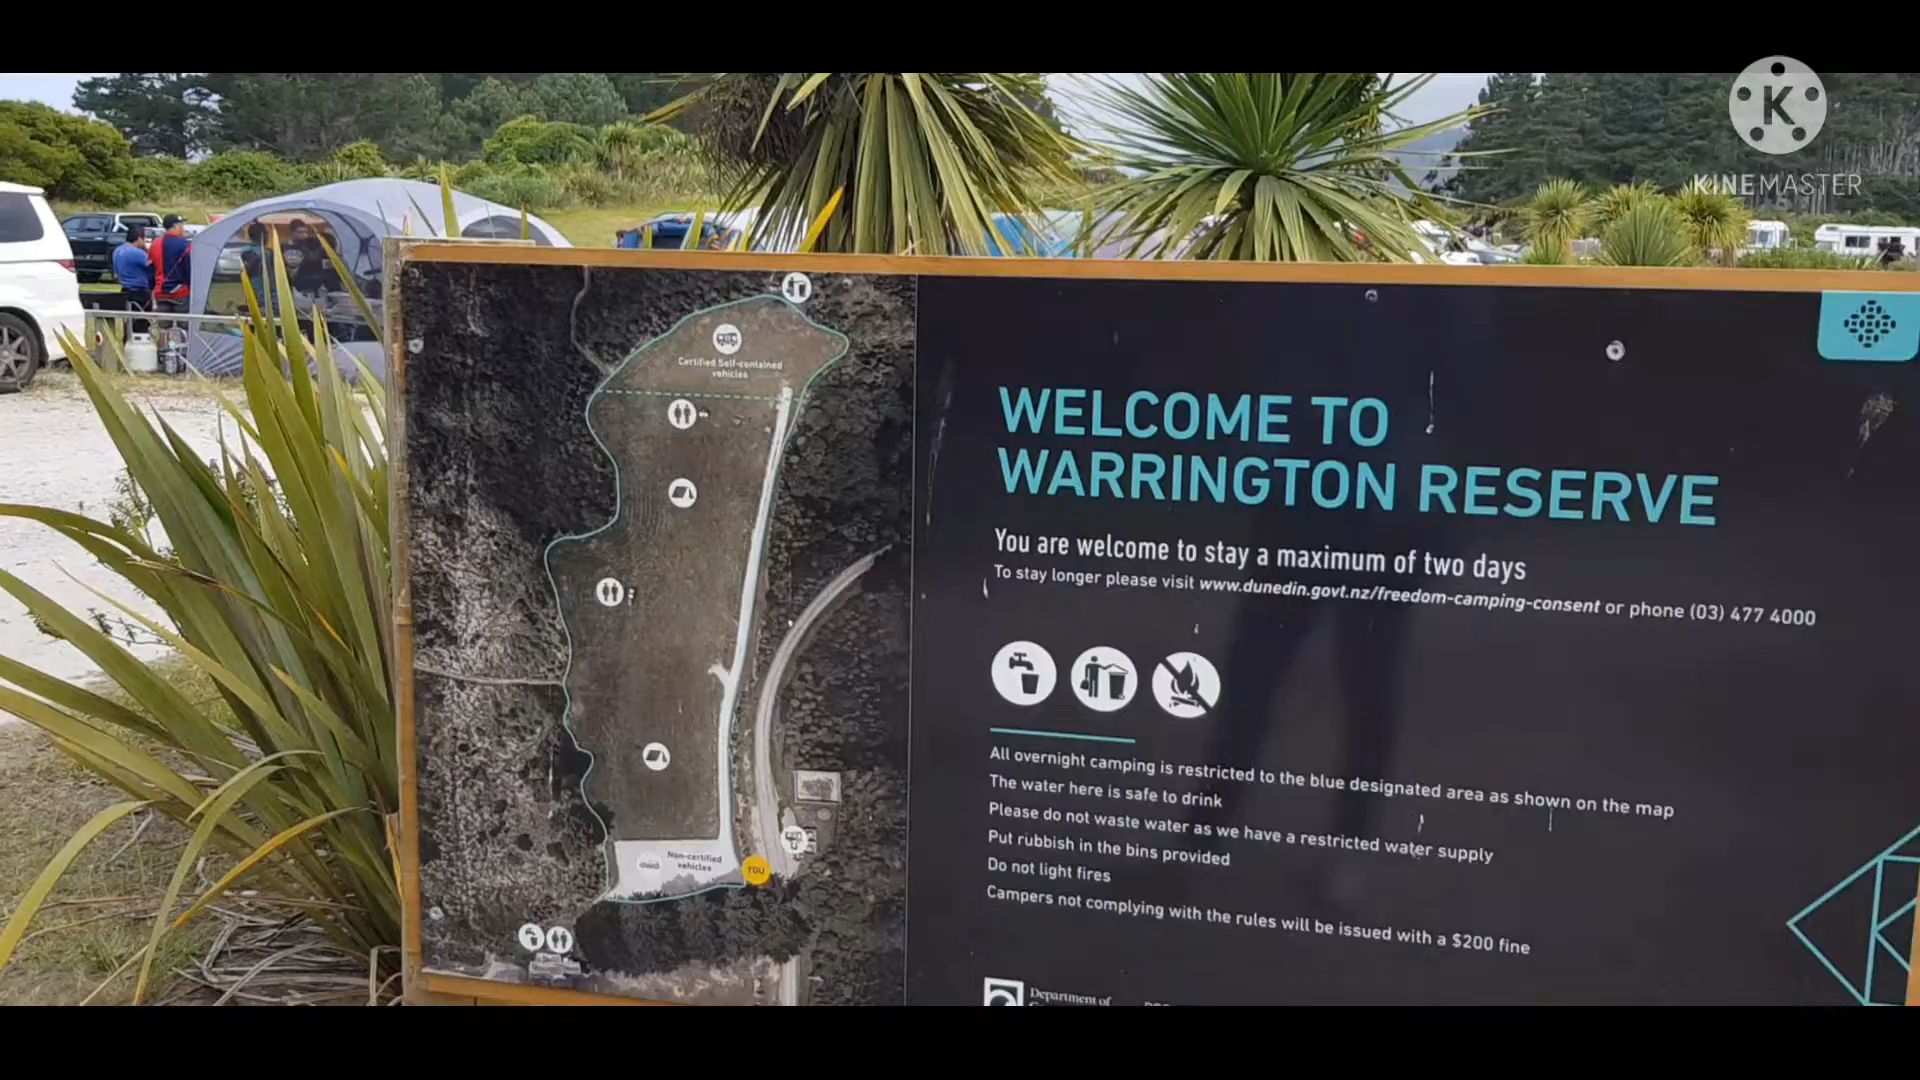 K
KINEMASTER
Certified Self-contained
vehicles
Non-certified
vehicles
YOU
WELCOME TO
WARRINGTON RESERVE
You are welcome to stay a maximum of two days
To stay longer please visit www.dunedin.govt.nz/freedom-camping-consent or phone (03) 477 4000
All overnight camping is restricted to the blue designated area as shown on the map
The water here is safe to drink
Please do not waste water as we have a restricted water supply
Put rubbish in the bins provided
Do not light fires
Campers not complying with the rules will be issued with a $200 fine
Department of